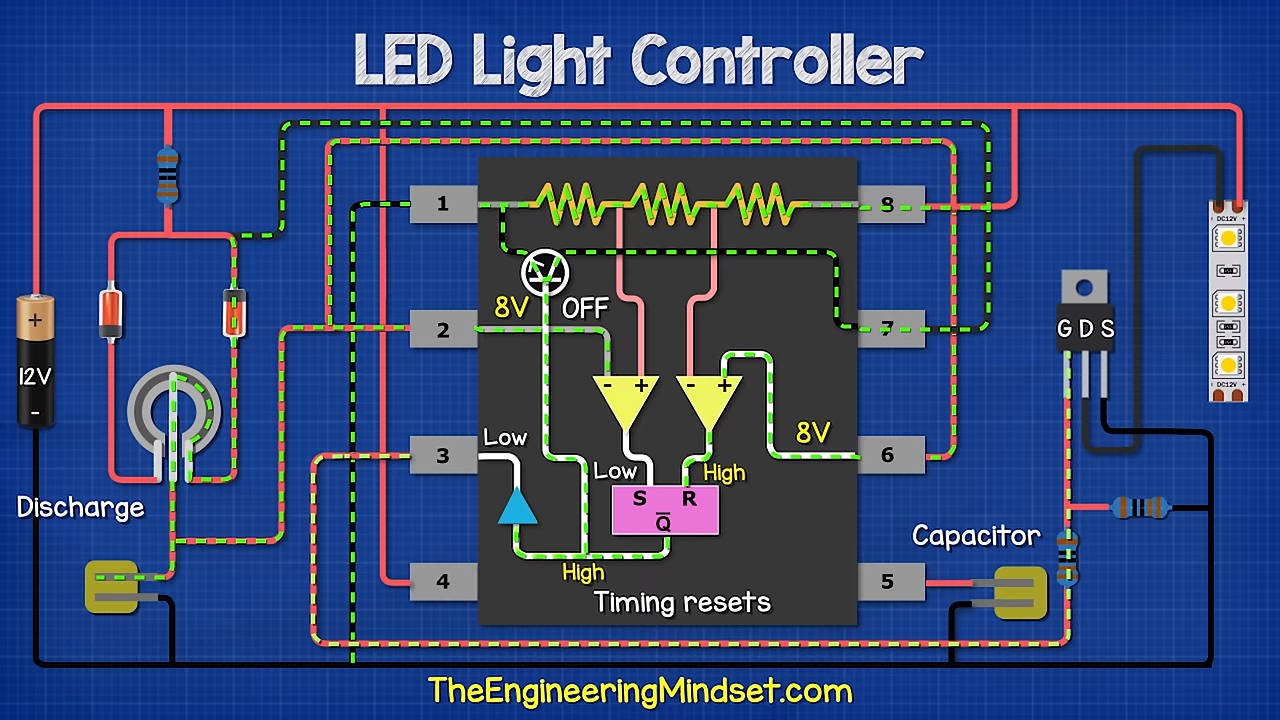 LED Light Controller
1
8
8V
OFF
2
7
G D S
DC12V
+
12V
-
- +
- +
DC12V +
8V
Low
3
6
Low
High
S R
Q̅
Discharge
Capacitor
High
4
5
Timing resets
TheEngineeringMindset.com